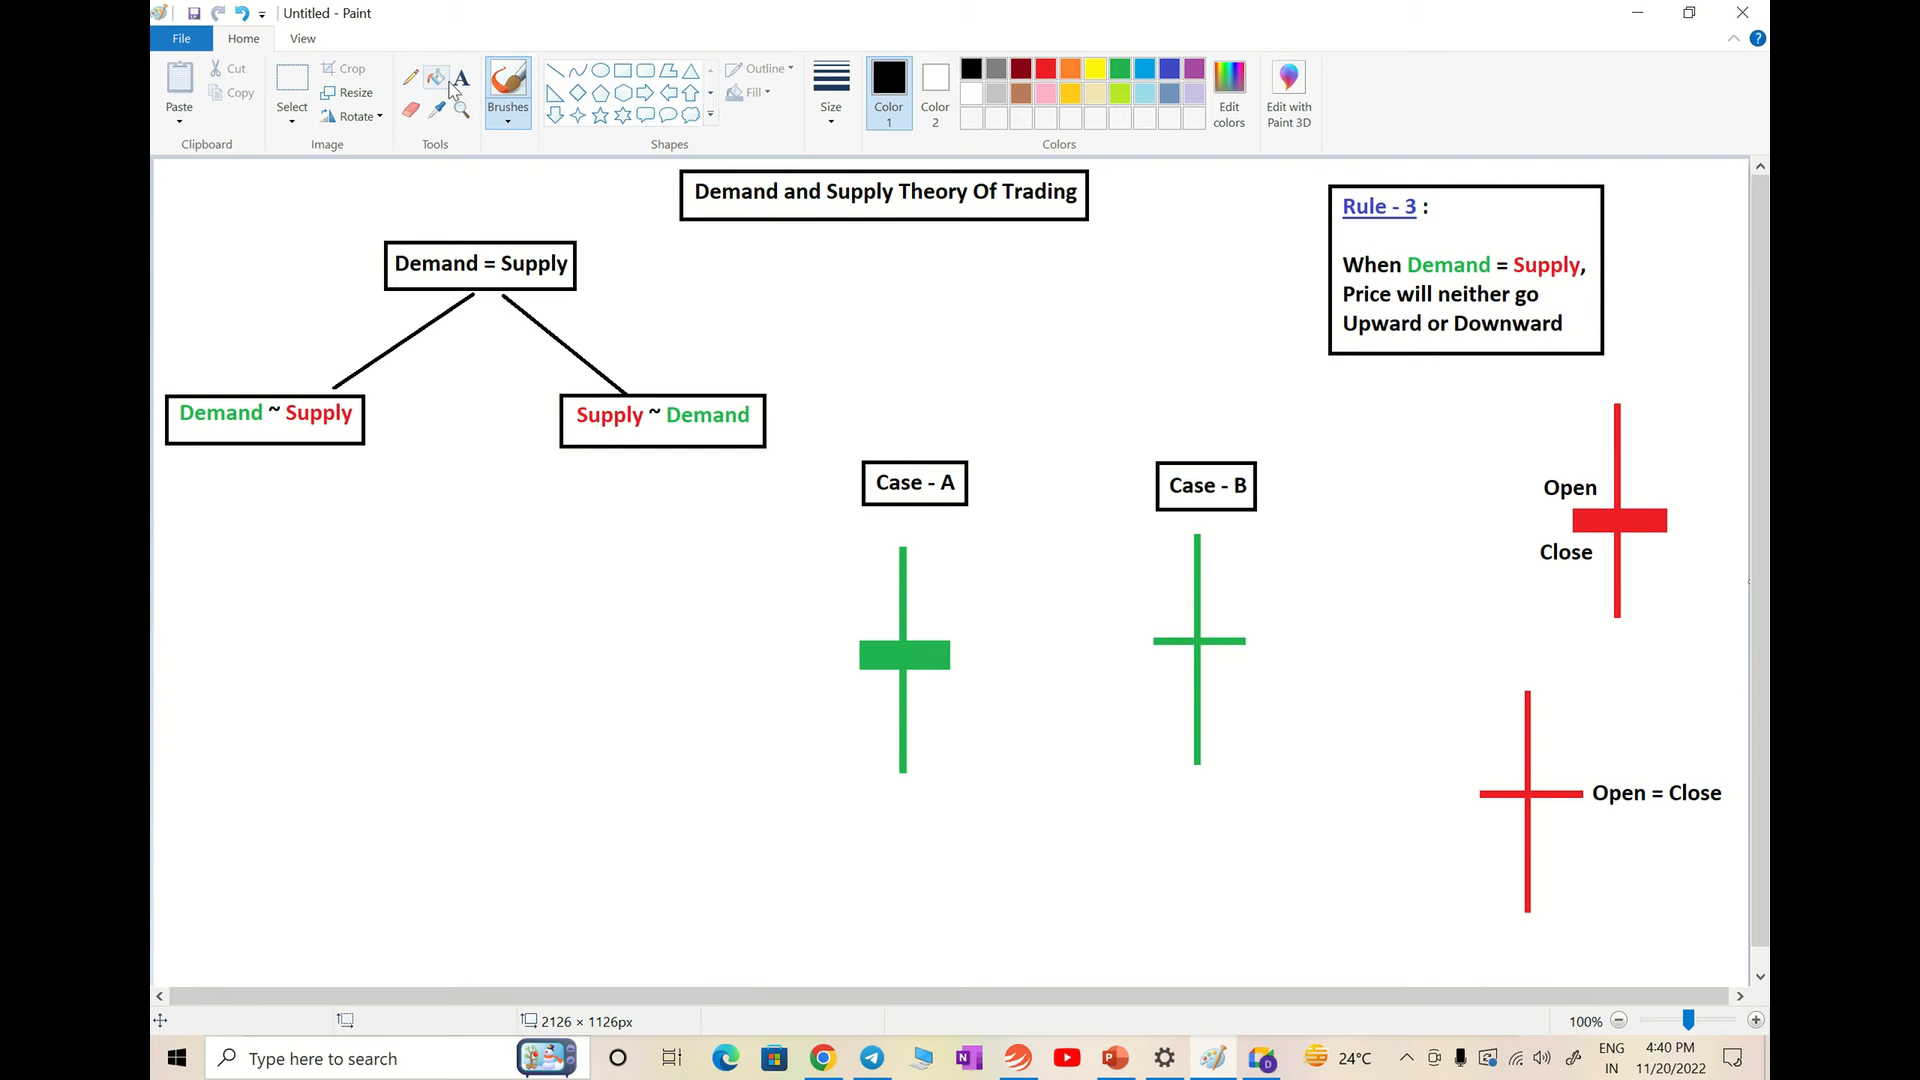 Untitled - Paint
File
Home
View
Paste
Cut
Copy
Clipboard
Select
Crop
Resize
Rotate
Image
A
Tools
Brushes
Outline
Fill
Shapes
Size
Color 1
Color 2
Edit colors
Edit with Paint 3D
Colors
Demand and Supply Theory Of Trading
Demand = Supply
Demand ~ Supply
Supply ~ Demand
Rule - 3 :
When Demand = Supply,
Price will neither go
Upward or Downward
Case - A
Case - B
Open
Close
Open = Close
2126 × 1126px
100%
Type here to search
24°C
ENG
IN
4:40 PM
11/20/2022